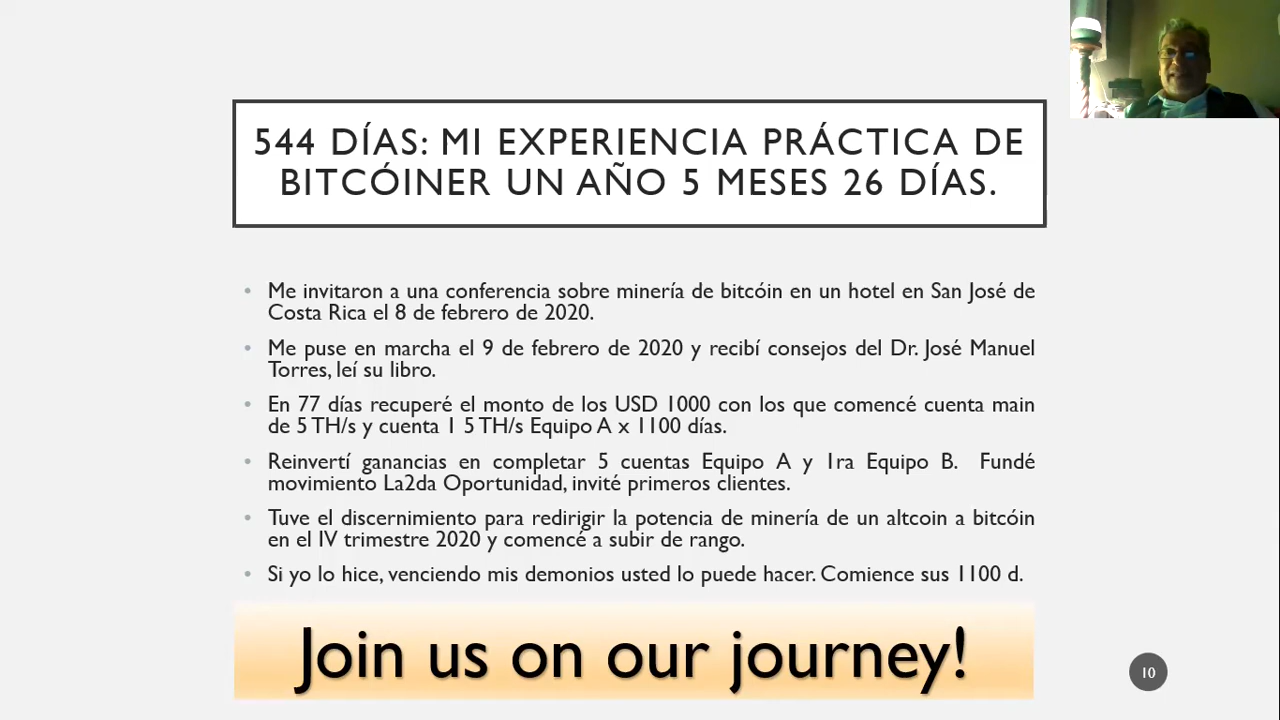 544 DÍAS: MI EXPERIENCIA PRÁCTICA DE
BITCÓINER UN AÑO 5 MESES 26 DÍAS.
• Me invitaron a una conferencia sobre minería de bitcóin en un hotel en San José de
Costa Rica el 8 de febrero de 2020.
• Me puse en marcha el 9 de febrero de 2020 y recibí consejos del Dr. José Manuel
Torres, leí su libro.
• En 77 días recuperé el monto de los USD 1000 con los que comencé cuenta main
de 5 TH/s y cuenta 1 5 TH/s Equipo A x 1100 días.
• Reinvertí ganancias en completar 5 cuentas Equipo A y 1ra Equipo B. Fundé
movimiento La2da Oportunidad, invité primeros clientes.
• Tuve el discernimiento para redirigir la potencia de minería de un altcoin a bitcóin
en el IV trimestre 2020 y comencé a subir de rango.
• Si yo lo hice, venciendo mis demonios usted lo puede hacer. Comience sus 1100 d.
Join us on our journey!
10